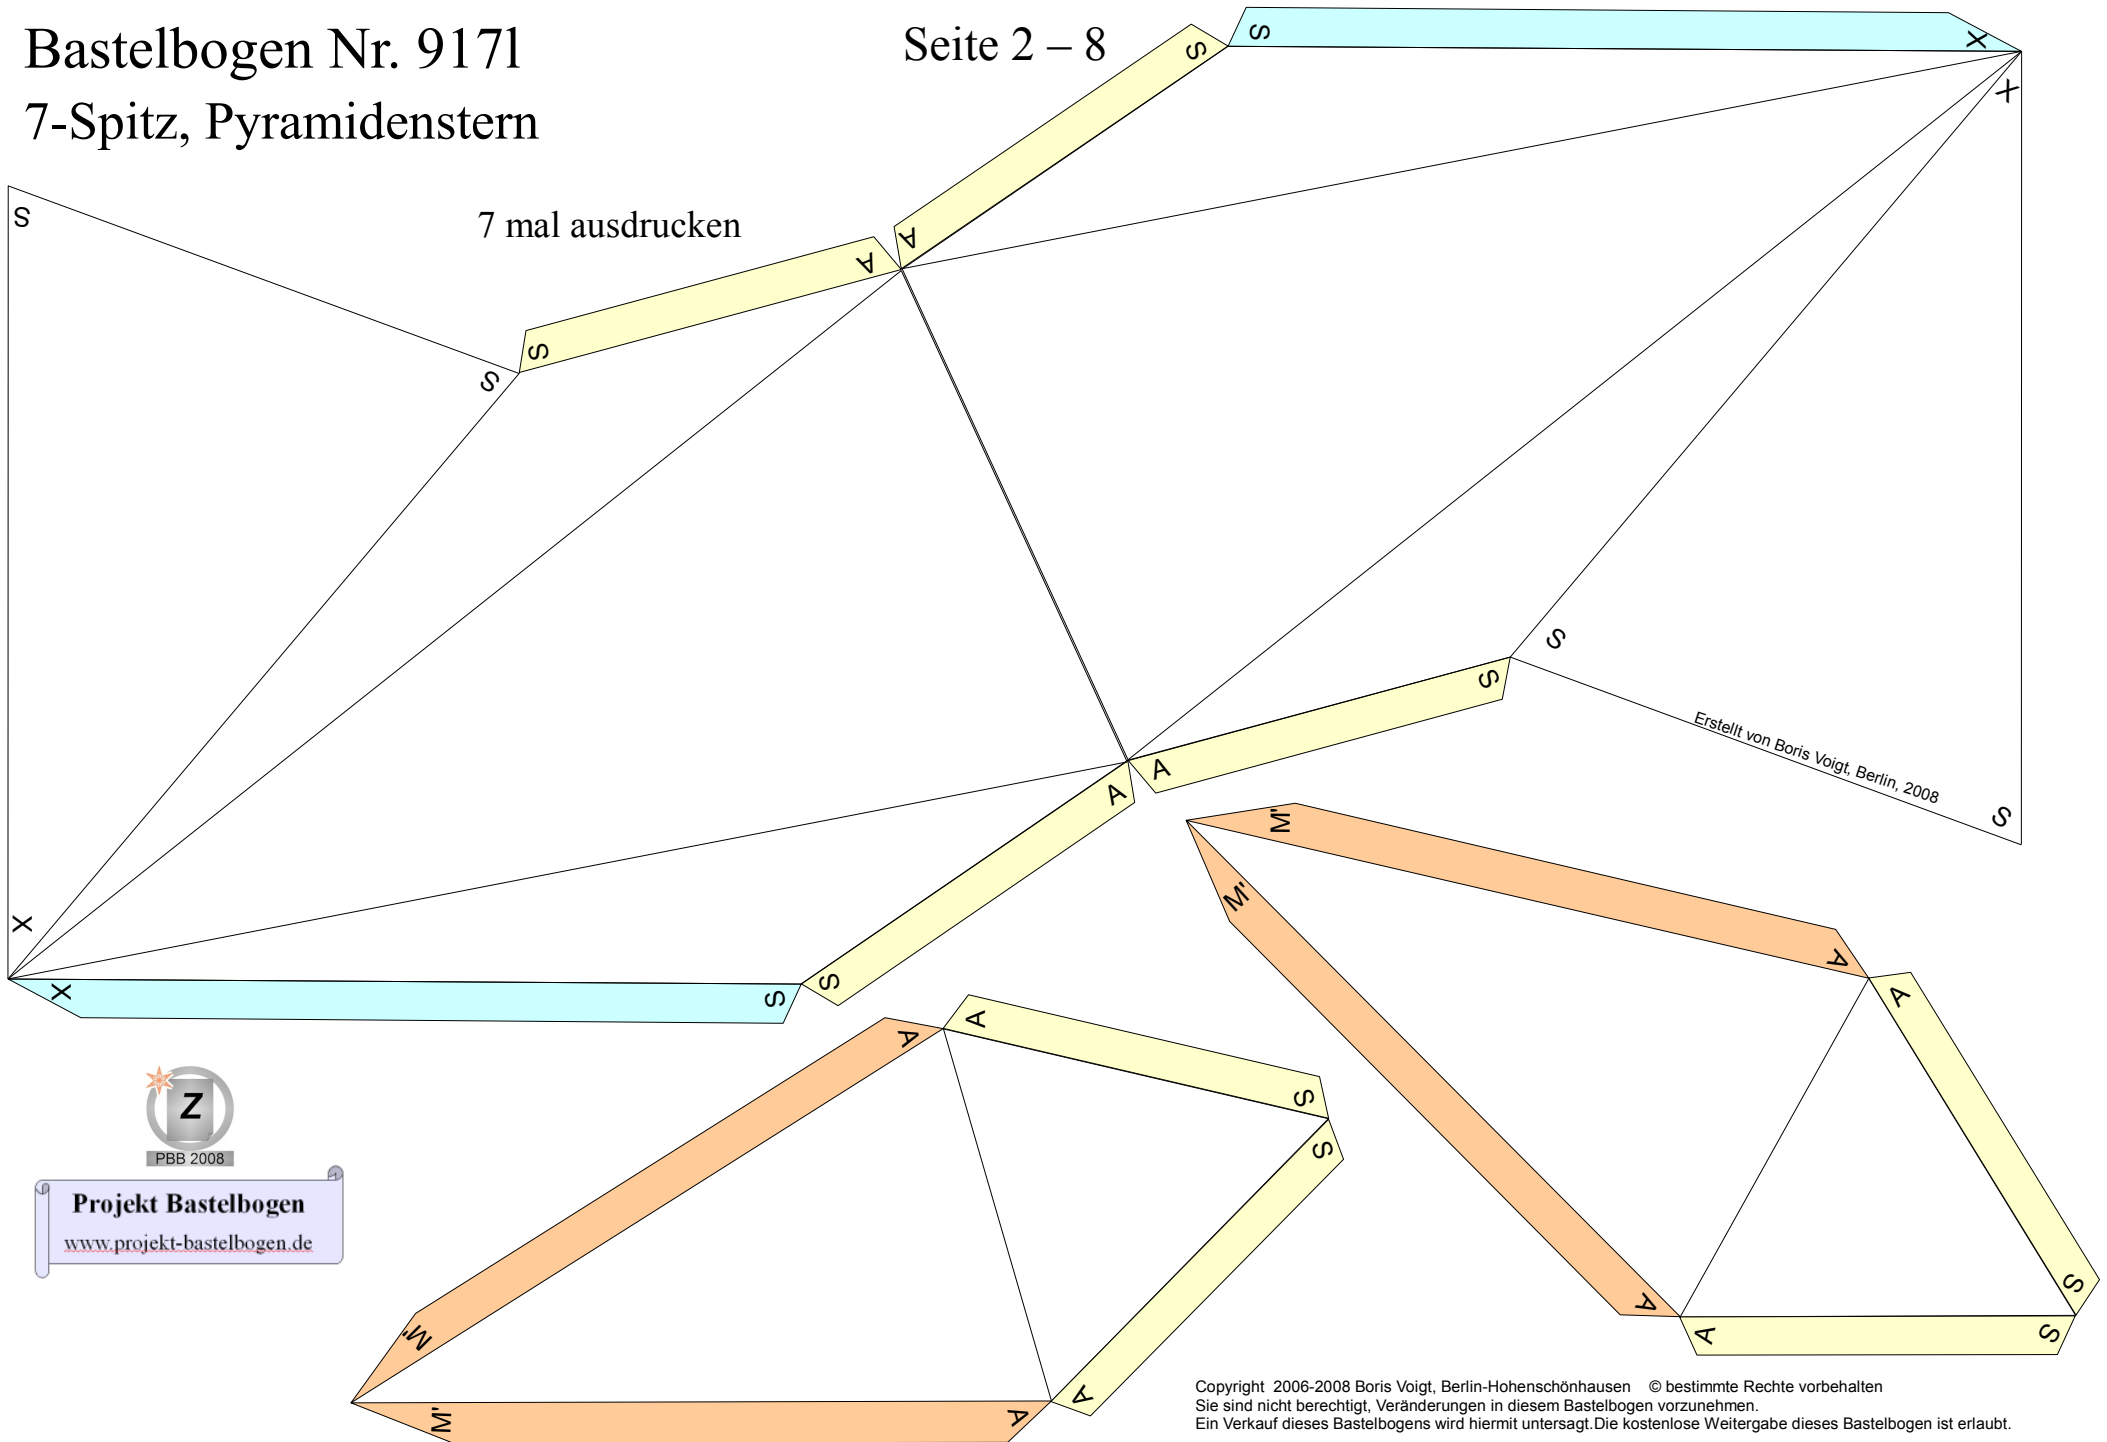 Bastelbogen Nr. 917l
Seite 2 – 8
7-Spitz, Pyramidenstern
7 mal ausdrucken
S
S
S
A
A
S
S
X
X
X
X
S
S
A
A
S
S
S
Erstellt von Boris Voigt, Berlin, 2008
M'
M'
A
A
A
A
S
S
A
A
S
S
A
M'
M'
A
A
S
S
Z
PBB 2008
Projekt Bastelbogen
www.projekt-bastelbogen.de
Copyright 2006-2008 Boris Voigt, Berlin-Hohenschönhausen © bestimmte Rechte vorbehalten
Sie sind nicht berechtigt, Veränderungen in diesem Bastelbogen vorzunehmen.
Ein Verkauf dieses Bastelbogens wird hiermit untersagt.Die kostenlose Weitergabe dieses Bastelbogen ist erlaubt.